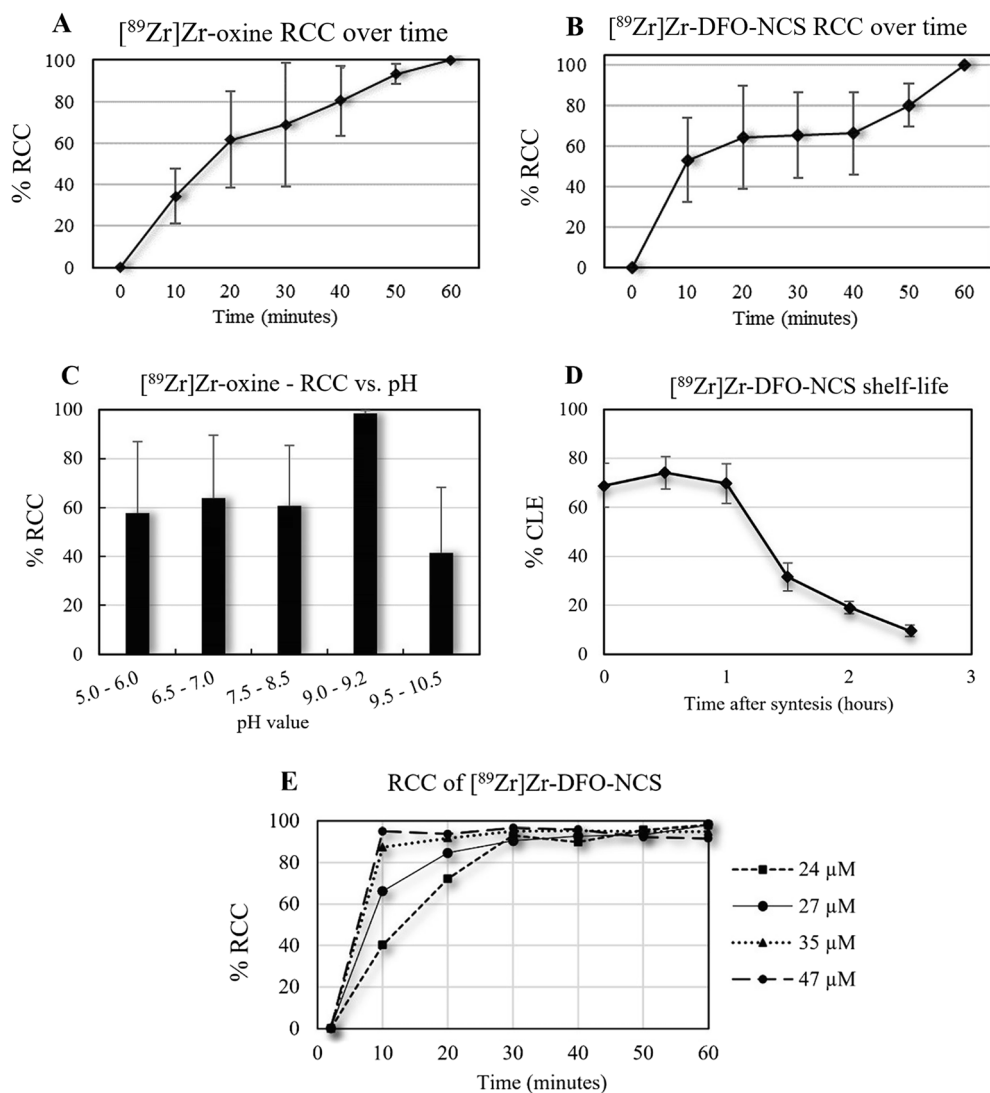 A
[⁸⁹Zr]Zr-oxine RCC over time
% RCC
100
80
60
40
20
0
0 10 20 30 40 50 60
Time (minutes)
B
[⁸⁹Zr]Zr-DFO-NCS RCC over time
% RCC
100
80
60
40
20
0
0 10 20 30 40 50 60
Time (minutes)
C
[⁸⁹Zr]Zr-oxine - RCC vs. pH
% RCC
100
80
60
40
20
0
5.0 - 6.0 6.5 - 7.0 7.5 - 8.5 9.0 - 9.2 9.5 - 10.5
pH value
D
[⁸⁹Zr]Zr-DFO-NCS shelf-life
% CLE
100
80
60
40
20
0
0 1 2 3
Time after syntesis (hours)
E
RCC of [⁸⁹Zr]Zr-DFO-NCS
% RCC
100
80
60
40
20
0
0 10 20 30 40 50 60
Time (minutes)
24 µM
27 µM
35 µM
47 µM